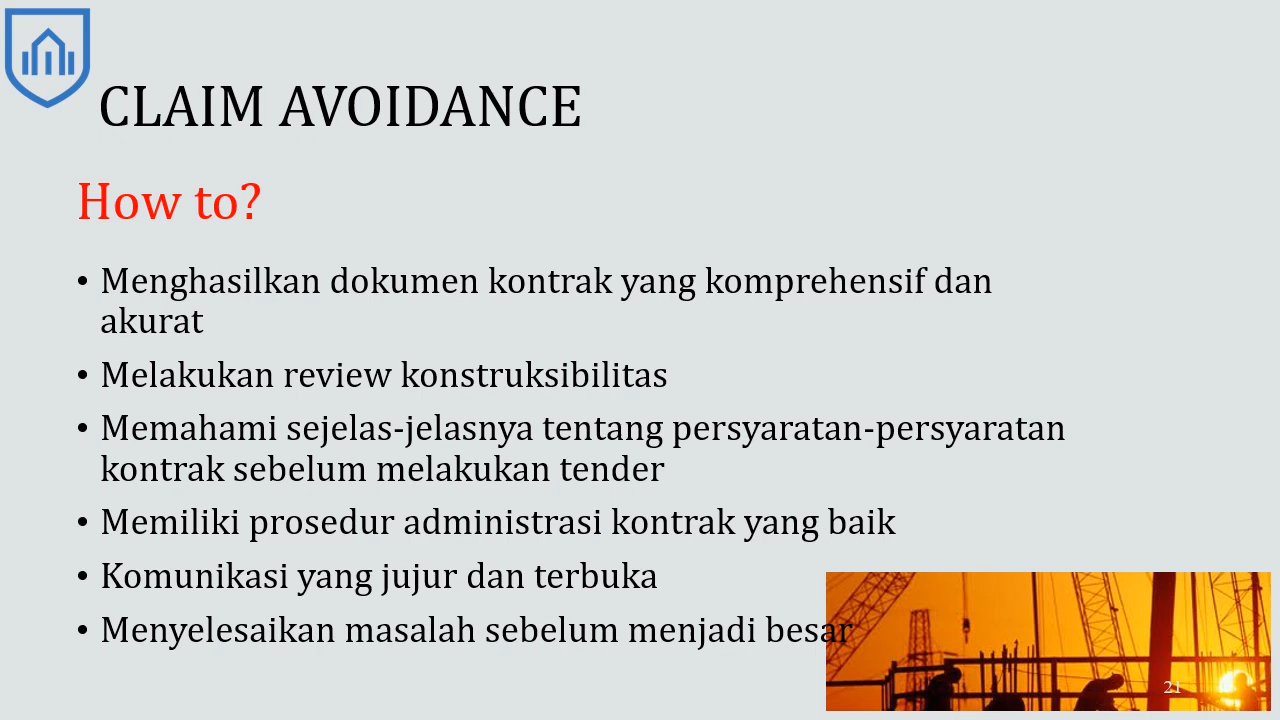 CLAIM AVOIDANCE
How to?
• Menghasilkan dokumen kontrak yang komprehensif dan
akurat
• Melakukan review konstruksibilitas
• Memahami sejelas-jelasnya tentang persyaratan-persyaratan
kontrak sebelum melakukan tender
• Memiliki prosedur administrasi kontrak yang baik
• Komunikasi yang jujur dan terbuka
• Menyelesaikan masalah sebelum menjadi besar
21